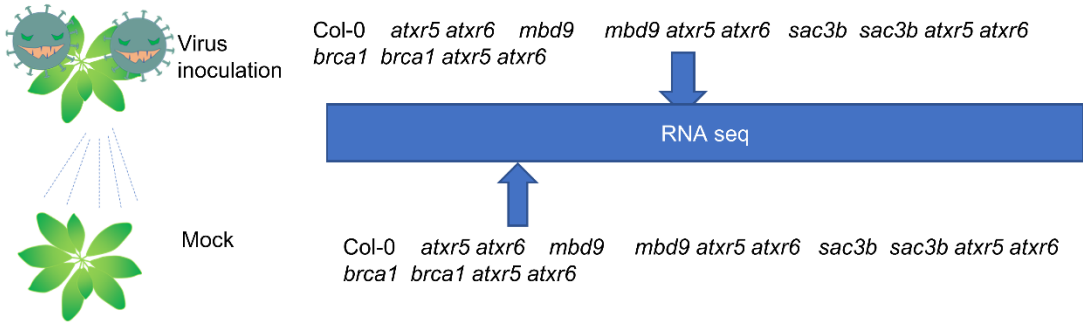 Virus
inoculation
Col-0 atxr5 atxr6 mbd9 mbd9 atxr5 atxr6 sac3b sac3b atxr5 atxr6
brca1 brca1 atxr5 atxr6
RNA seq
Mock
Col-0 atxr5 atxr6 mbd9 mbd9 atxr5 atxr6 sac3b sac3b atxr5 atxr6
brca1 brca1 atxr5 atxr6